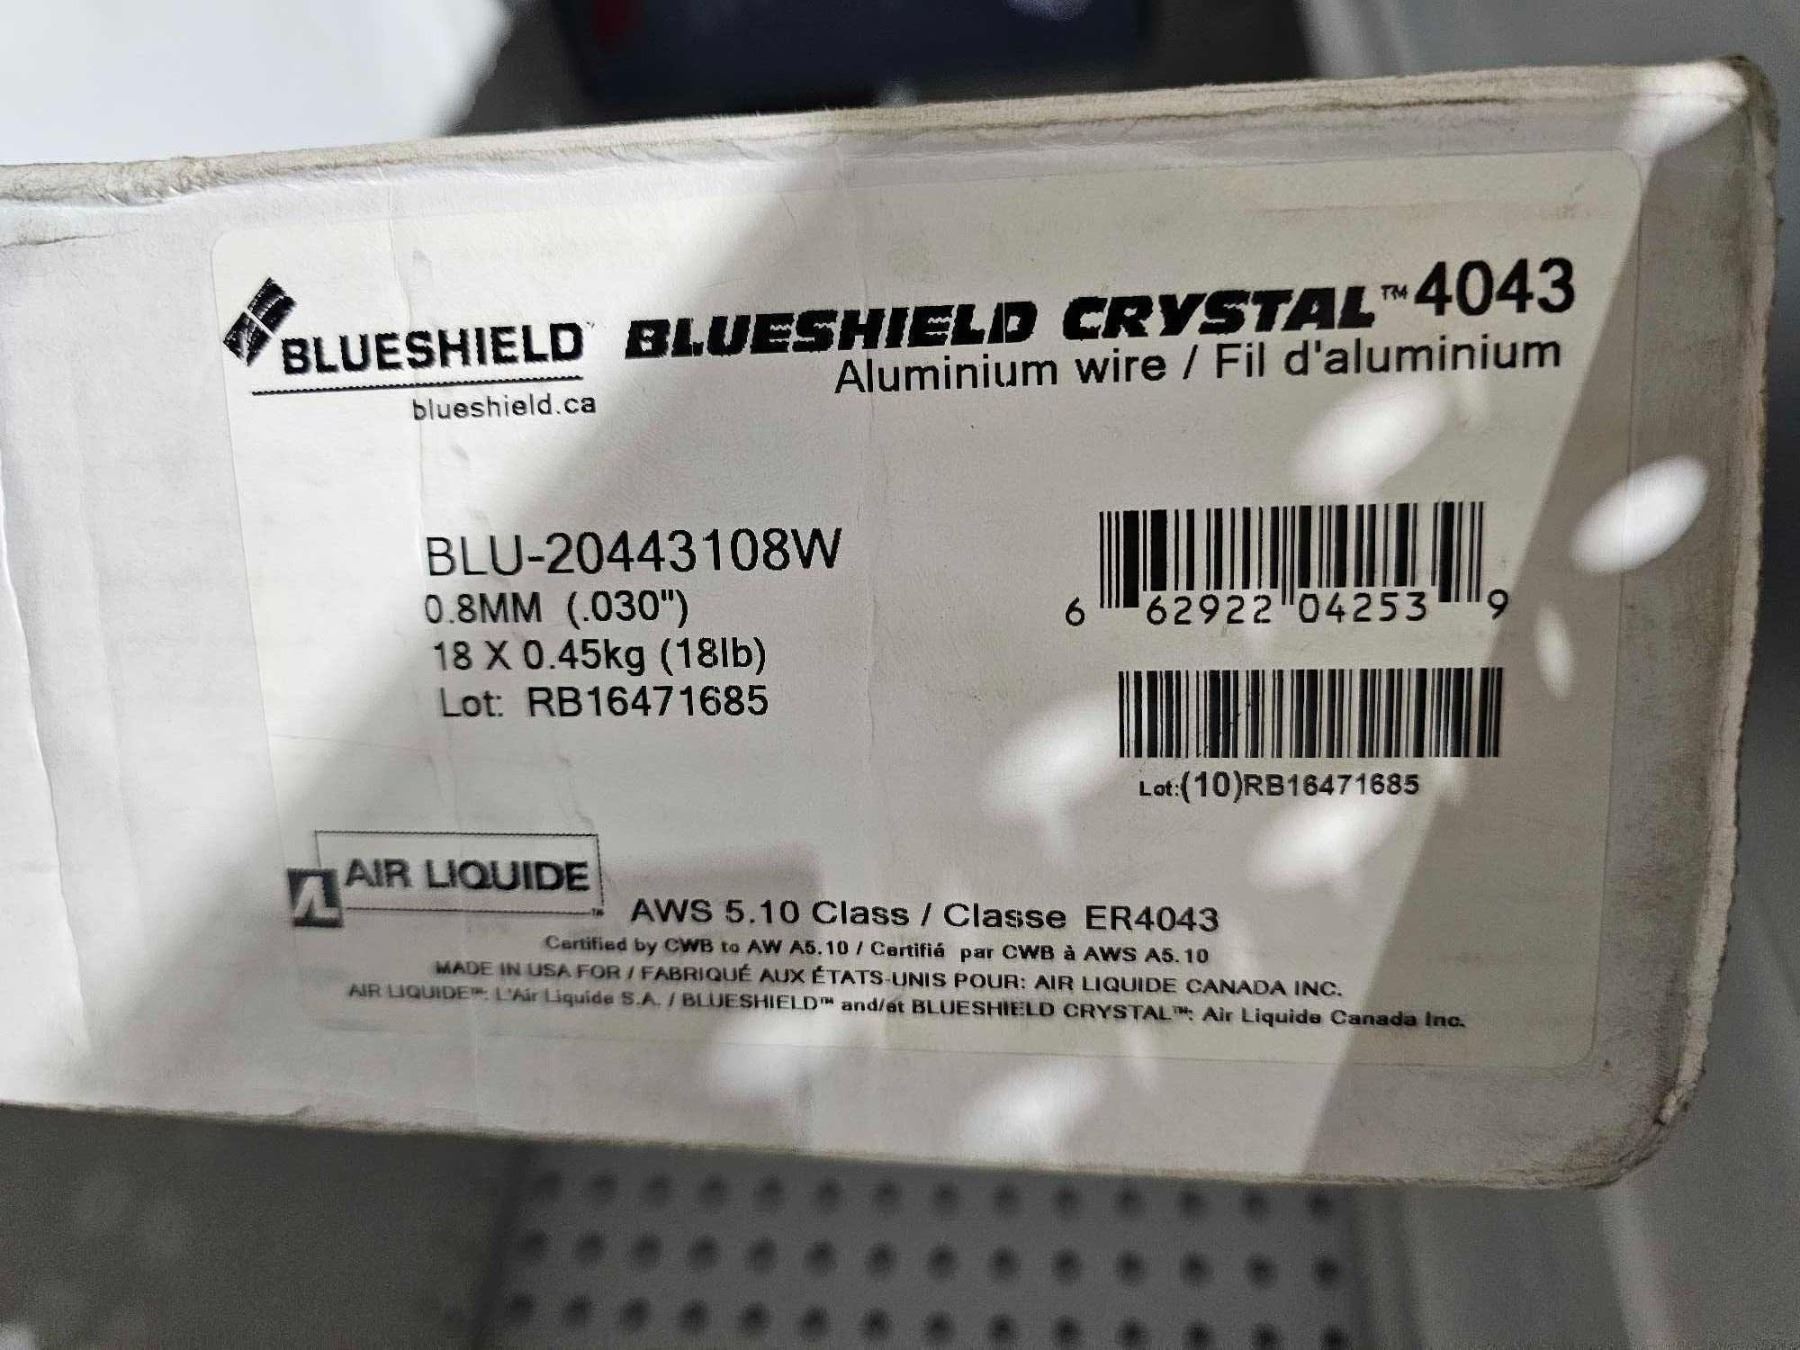 BLUESHIELD
blueshield.ca
BLUESHIELD CRYSTAL™ 4043
Aluminium wire / Fil d'aluminium
BLU-20443108W
0.8MM (.030")
18 X 0.45kg (18lb)
Lot: RB16471685
6 62922 04253 9
Lot:(10)RB16471685
AIR LIQUIDE™
AWS 5.10 Class / Classe ER4043
Certified by CWB to AW A5.10 / Certifié par CWB à AWS A5.10
MADE IN USA FOR / FABRIQUÉ AUX ÉTATS-UNIS POUR: AIR LIQUIDE CANADA INC.
AIR LIQUIDE™: L'Air Liquide S.A. / BLUESHIELD™ and/et BLUESHIELD CRYSTAL™: Air Liquide Canada Inc.